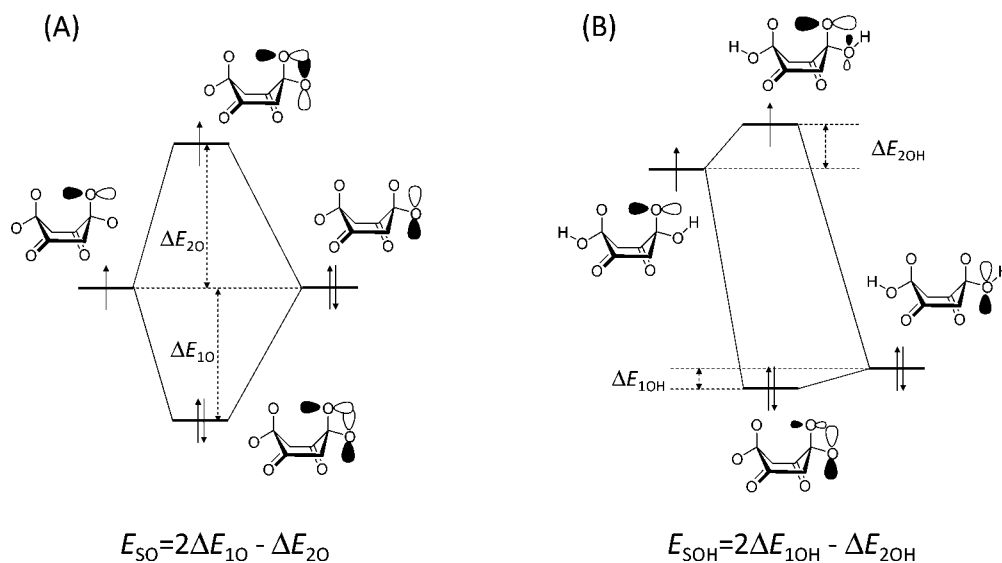 (A)
(B)
O O O O O O
O O O O O O
O O O O O O
O O O O O O
H O O O O H O O
H O O O O H O O
H O O O O H O O
O O O O O O
ΔE2O
ΔE1O
ΔE2OH
ΔE1OH
ESO=2ΔE1O - ΔE2O
ESOH=2ΔE1OH - ΔE2OH